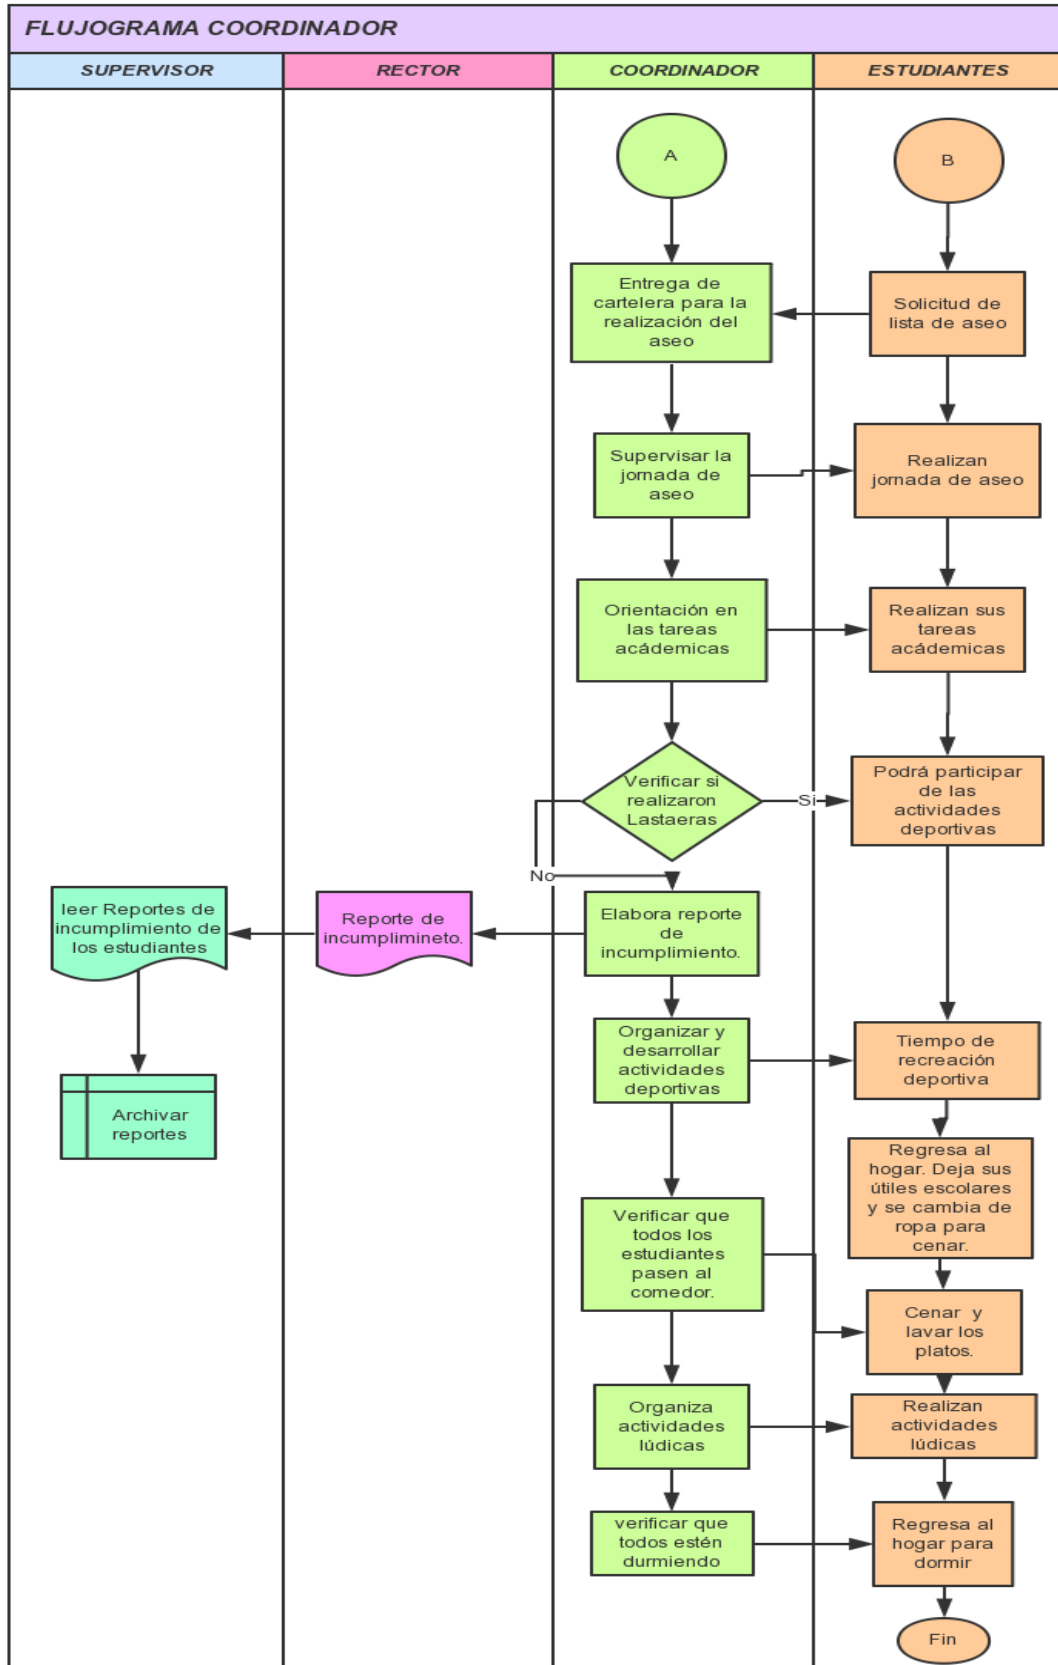 FLUJOGRAMA COORDINADOR
SUPERVISOR
RECTOR
COORDINADOR
ESTUDIANTES
A
B
Entrega de
cartelera para la
realización del
aseo
Solicitud de
lista de aseo
Supervisar la
jornada de
aseo
Realizan
jornada de aseo
Orientación en
las tareas
acádemicas
Realizan sus
tareas
acádemicas
Verificar si
realizaron
Lastaeras
Si
Podrá participar
de las
actividades
deportivas
No
leer Reportes de
incumplimiento de
los estudiantes
Reporte de
incumplimineto.
Elabora reporte
de
incumplimiento.
Organizar y
desarrollar
actividades
deportivas
Tiempo de
recreación
deportiva
Archivar
reportes
Regresa al
hogar. Deja sus
útiles escolares
y se cambia de
ropa para
cenar.
Verificar que
todos los
estudiantes
pasen al
comedor.
Cenar y
lavar los
platos.
Organiza
actividades
lúdicas
Realizan
actividades
lúdicas
verificar que
todos estén
durmiendo
Regresa al
hogar para
dormir
Fin